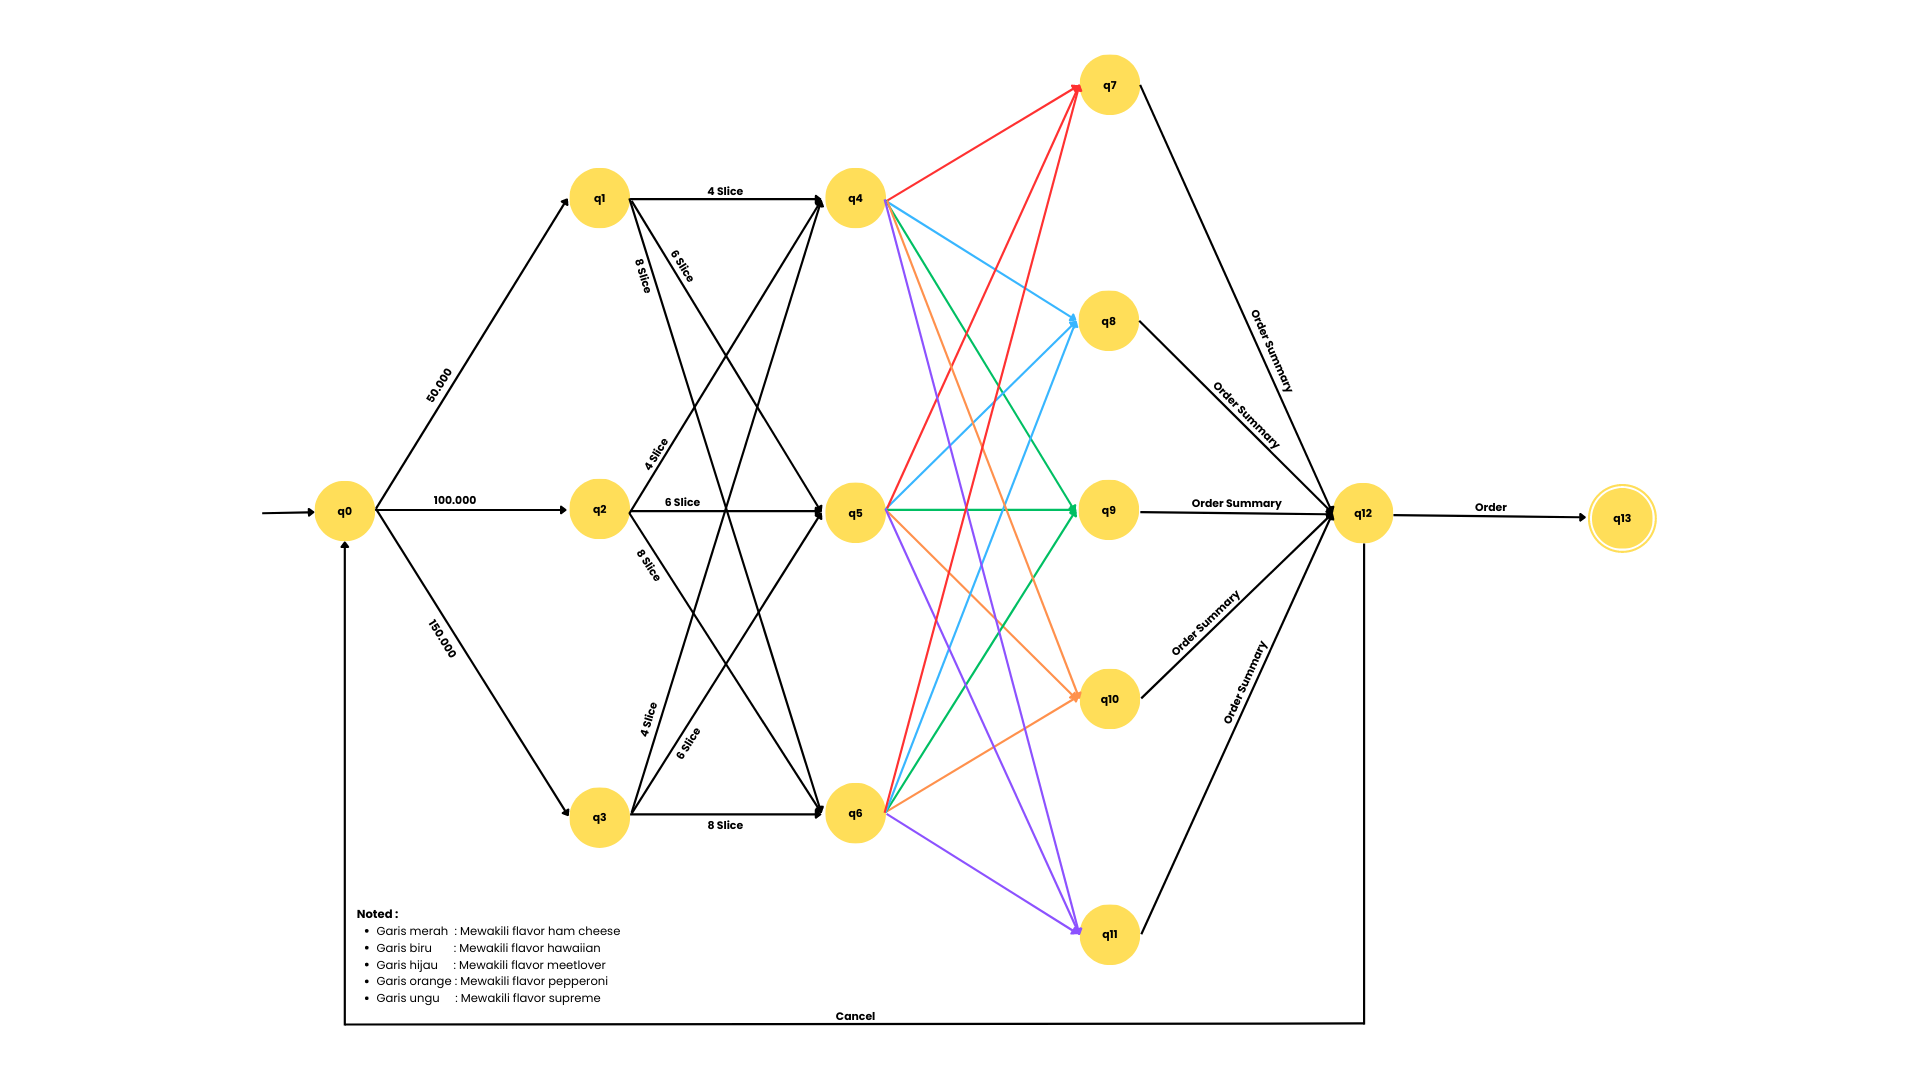 q7
q1
4 Slice
q4
6 Slice
8 Slice
q8
Order Summary
50.000
Order Summary
4 Slice
q0
100.000
q2
6 Slice
q5
q9
Order Summary
q12
Order
q13
8 Slice
150.000
Order Summary
Order Summary
4 Slice
6 Slice
q10
q3
8 Slice
q6
q11
Noted :
• Garis merah : Mewakili flavor ham cheese
• Garis biru : Mewakili flavor hawaiian
• Garis hijau : Mewakili flavor meetlover
• Garis orange : Mewakili flavor pepperoni
• Garis ungu : Mewakili flavor supreme
Cancel